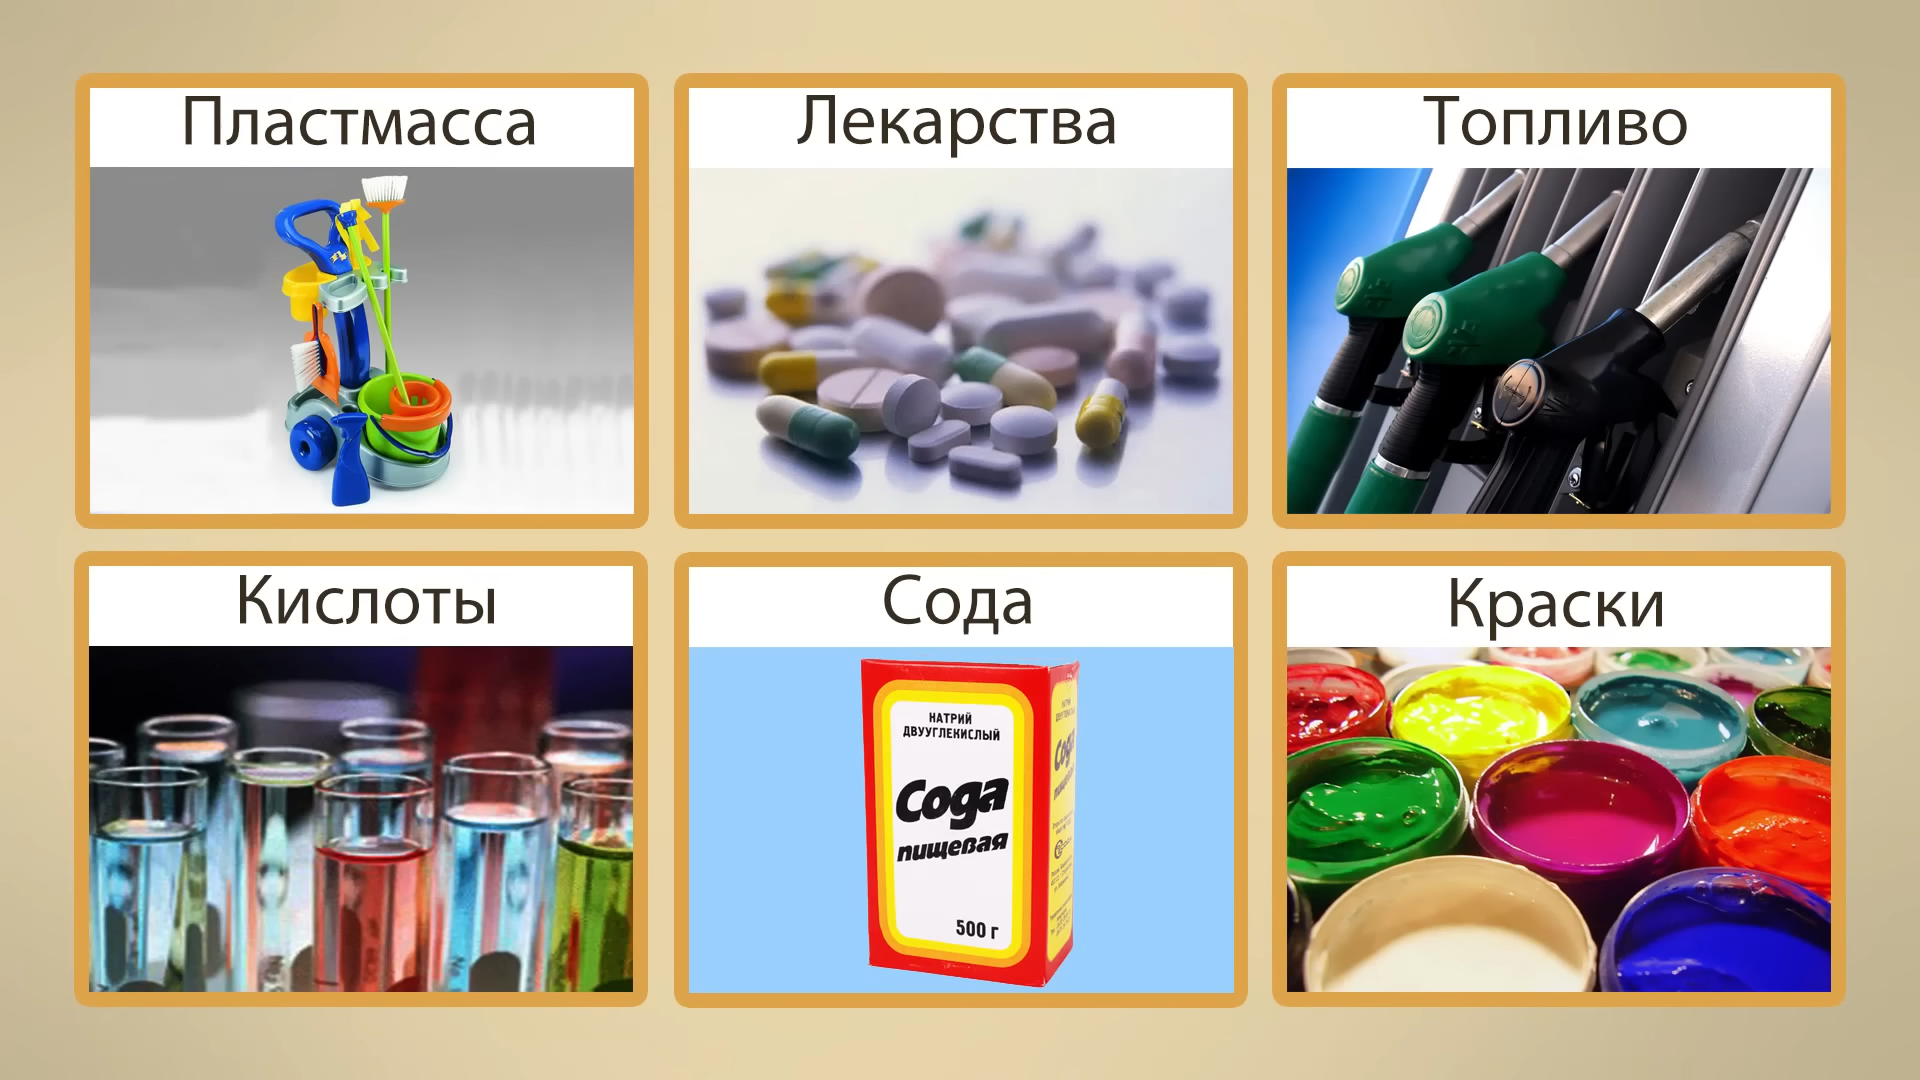 Пластмасса
Лекарства
Топливо
Кислоты
Сода
Краски
НАТРИЙ
ДВУУГЛЕКИСЛЫЙ
Сода
пищевая
500 г